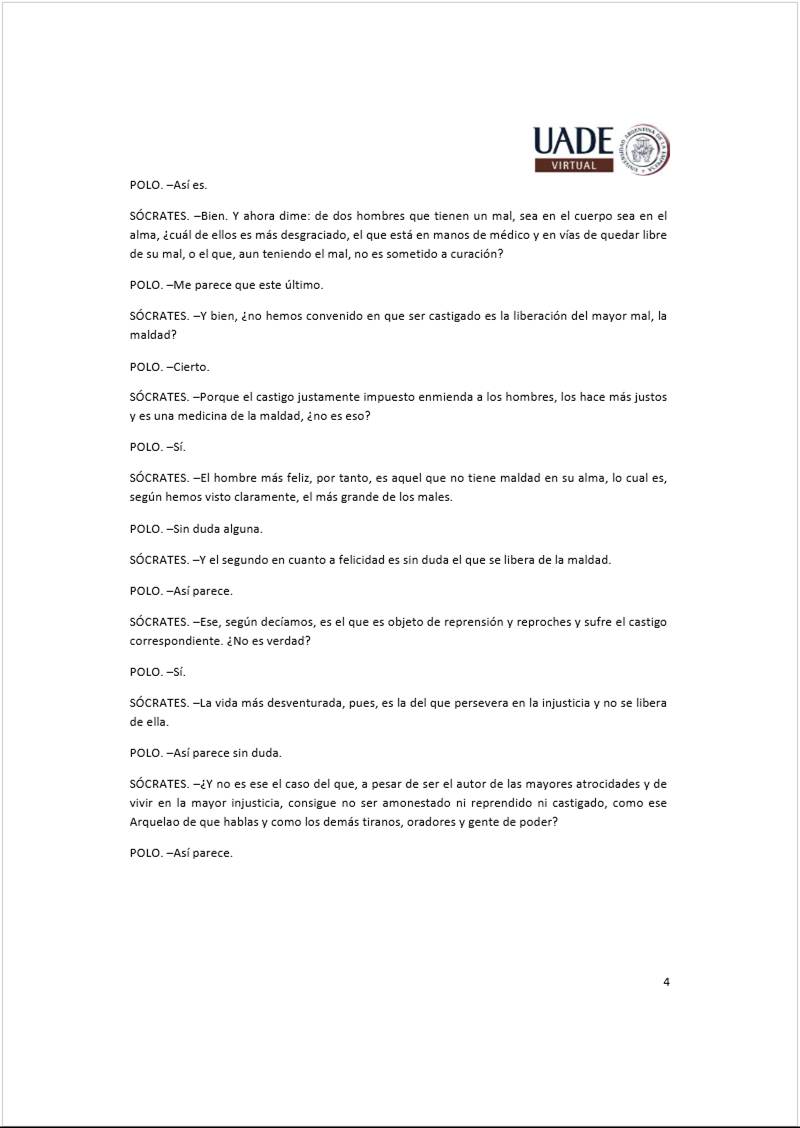 UADE
VIRTUAL
POLO. –Así es.
SÓCRATES. –Bien. Y ahora dime: de dos hombres que tienen un mal, sea en el cuerpo sea en el
alma, ¿cuál de ellos es más desgraciado, el que está en manos de médico y en vías de quedar libre
de su mal, o el que, aun teniendo el mal, no es sometido a curación?
POLO. –Me parece que este último.
SÓCRATES. –Y bien, ¿no hemos convenido en que ser castigado es la liberación del mayor mal, la
maldad?
POLO. –Cierto.
SÓCRATES. –Porque el castigo justamente impuesto enmienda a los hombres, los hace más justos
y es una medicina de la maldad, ¿no es eso?
POLO. –Sí.
SÓCRATES. –El hombre más feliz, por tanto, es aquel que no tiene maldad en su alma, lo cual es,
según hemos visto claramente, el más grande de los males.
POLO. –Sin duda alguna.
SÓCRATES. –Y el segundo en cuanto a felicidad es sin duda el que se libera de la maldad.
POLO. –Así parece.
SÓCRATES. –Ese, según decíamos, es el que es objeto de reprensión y reproches y sufre el castigo
correspondiente. ¿No es verdad?
POLO. –Sí.
SÓCRATES. –La vida más desventurada, pues, es la del que persevera en la injusticia y no se libera
de ella.
POLO. –Así parece sin duda.
SÓCRATES. –¿Y no es ese el caso del que, a pesar de ser el autor de las mayores atrocidades y de
vivir en la mayor injusticia, consigue no ser amonestado ni reprendido ni castigado, como ese
Arquelao de que hablas y como los demás tiranos, oradores y gente de poder?
POLO. –Así parece.
4